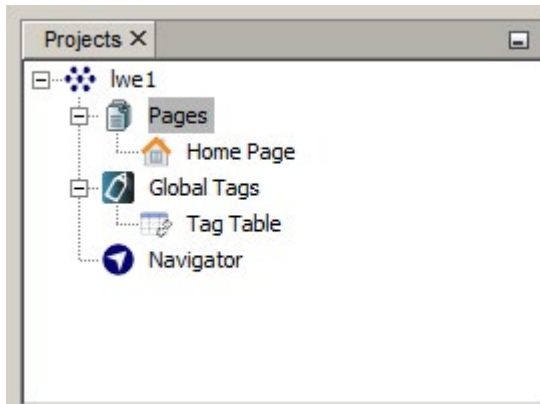 Projects
lwe1
Pages
Home Page
Global Tags
Tag Table
Navigator